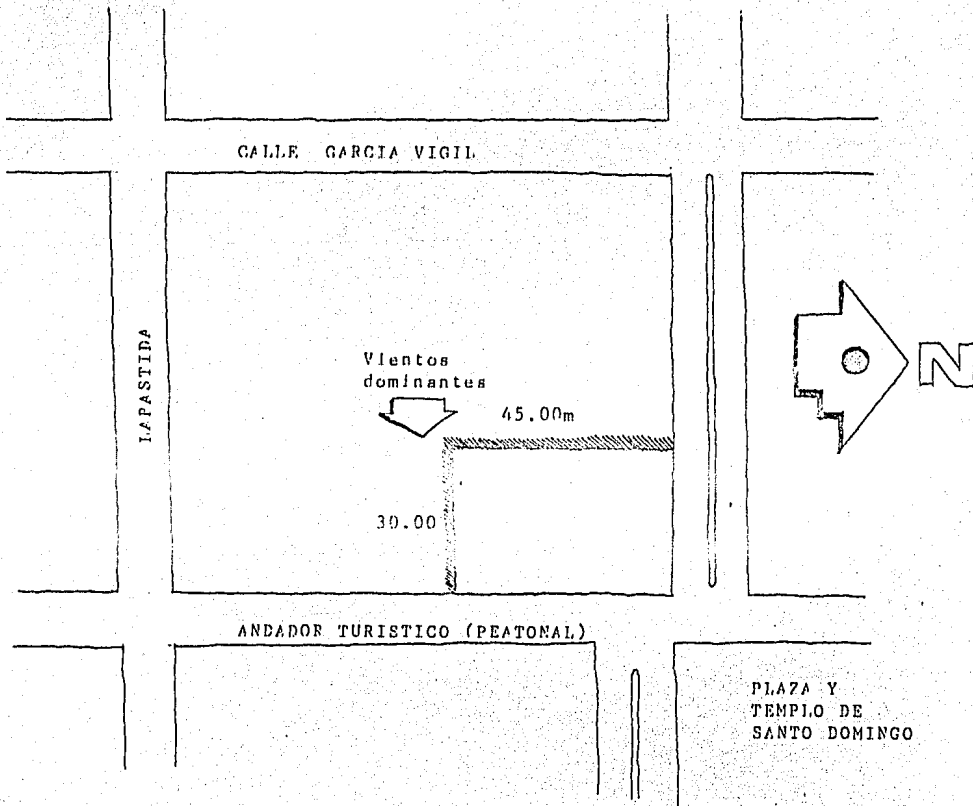 CALLE GARCIA VIGIL
LAPASTIDA
Vientos
dominantes
45.00m
N
30.00
ANDADOR TURISTICO (PEATONAL)
PLAZA Y
TEMPLO DE
SANTO DOMINGO